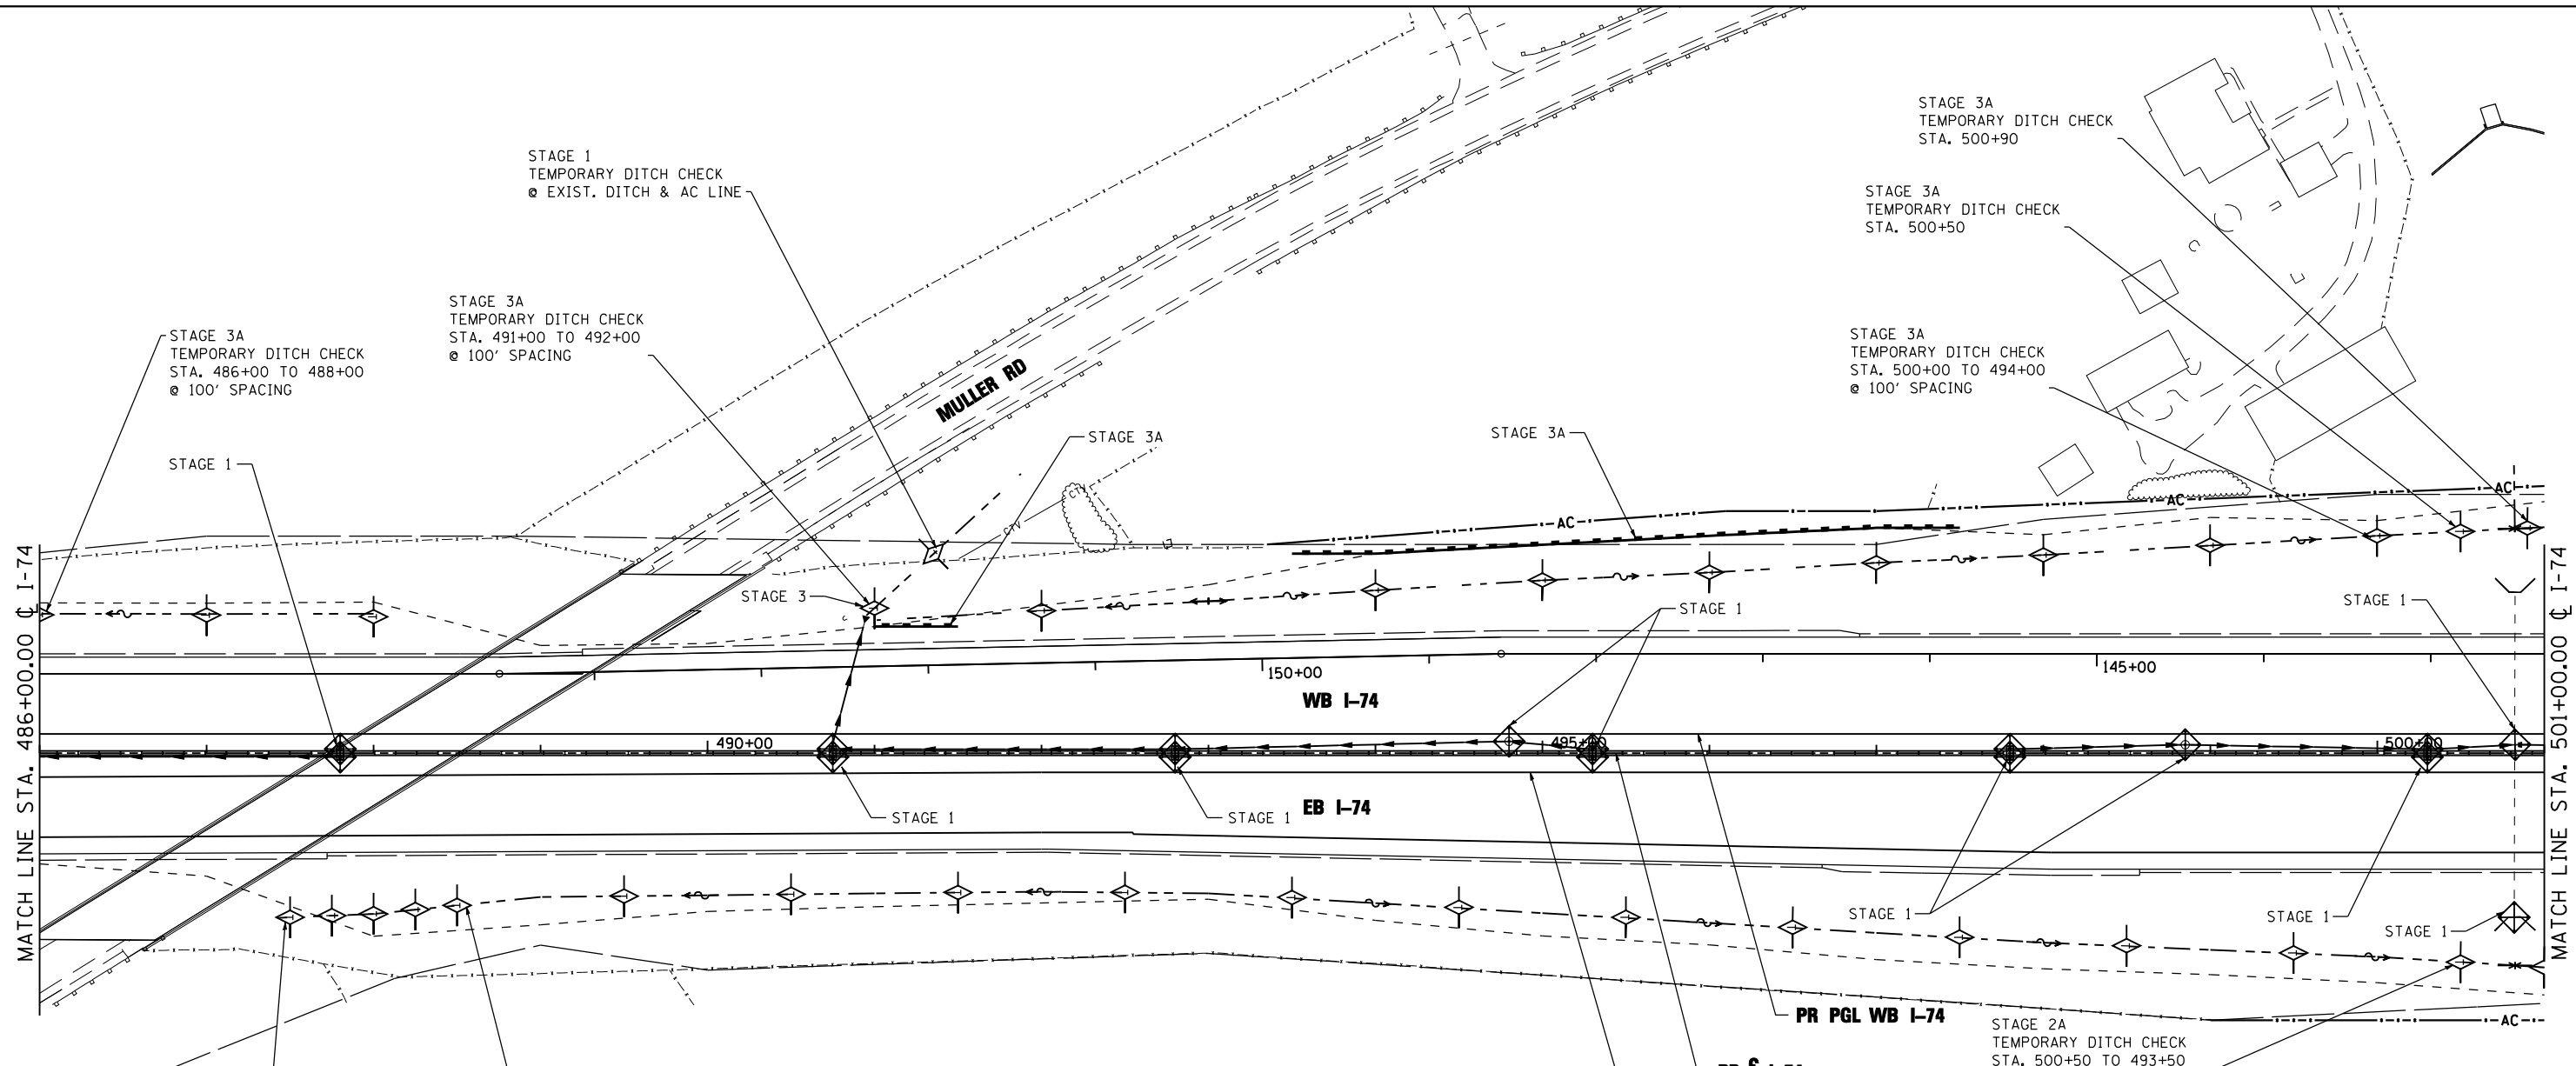 STAGE 3A
TEMPORARY DITCH CHECK
STA. 500+90
STAGE 1
TEMPORARY DITCH CHECK
@ EXIST. DITCH & AC LINE
STAGE 3A
TEMPORARY DITCH CHECK
STA. 500+50
STAGE 3A
TEMPORARY DITCH CHECK
STA. 491+00 TO 492+00
@ 100' SPACING
STAGE 3A
TEMPORARY DITCH CHECK
STA. 486+00 TO 488+00
@ 100' SPACING
STAGE 3A
TEMPORARY DITCH CHECK
STA. 500+00 TO 494+00
@ 100' SPACING
MULLER RD
STAGE 1
STAGE 3A
STAGE 3A
CTV
CTV
AC
AC
AC
STAGE 3
STAGE 1
STAGE 1
150+00
145+00
WB I-74
490+00
495+00
500+00
EB I-74
STAGE 1
STAGE 1
STAGE 1
STAGE 1
STAGE 1
MATCH LINE STA. 486+00.00 ℄ I-74
MATCH LINE STA. 501+00.00 ℄ I-74
PR PGL WB I-74
AC
STAGE 2A
TEMPORARY DITCH CHECK
STA. 500+50 TO 493+50